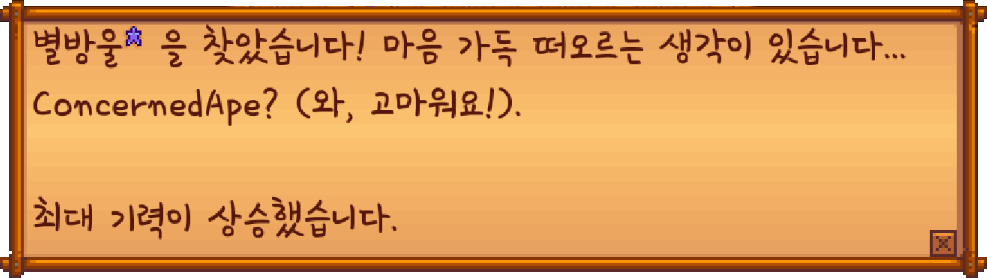 별방울 을 찾았습니다! 마음 가득 떠오르는 생각이 있습니다...
ConcernedApe? (와, 고마워요!).
최대 기력이 상승했습니다.